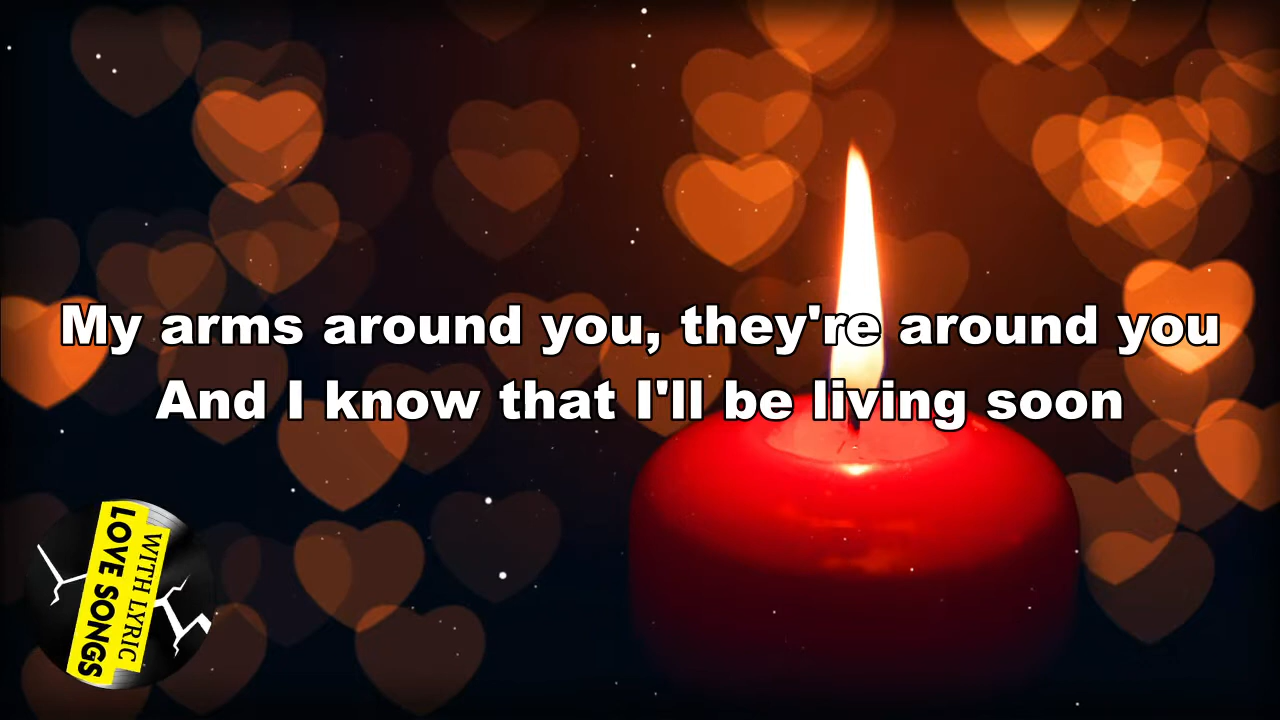 My arms around you, they're around you
And I know that I'll be living soon
LOVE SONGS
WITH LYRIC